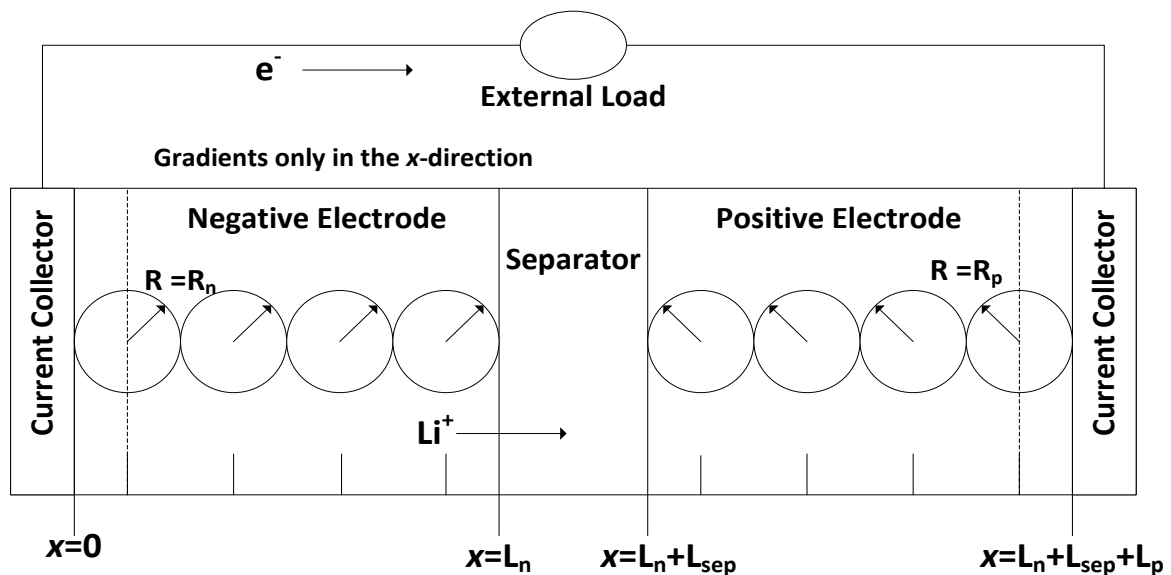 e⁻
External Load
Gradients only in the x-direction
Current Collector
Negative Electrode
Separator
Positive Electrode
Current Collector
R =Rₙ
R =Rₚ
Li⁺
x=0
x=Lₙ
x=Lₙ+Lₛₑₚ
x=Lₙ+Lₛₑₚ+Lₚ